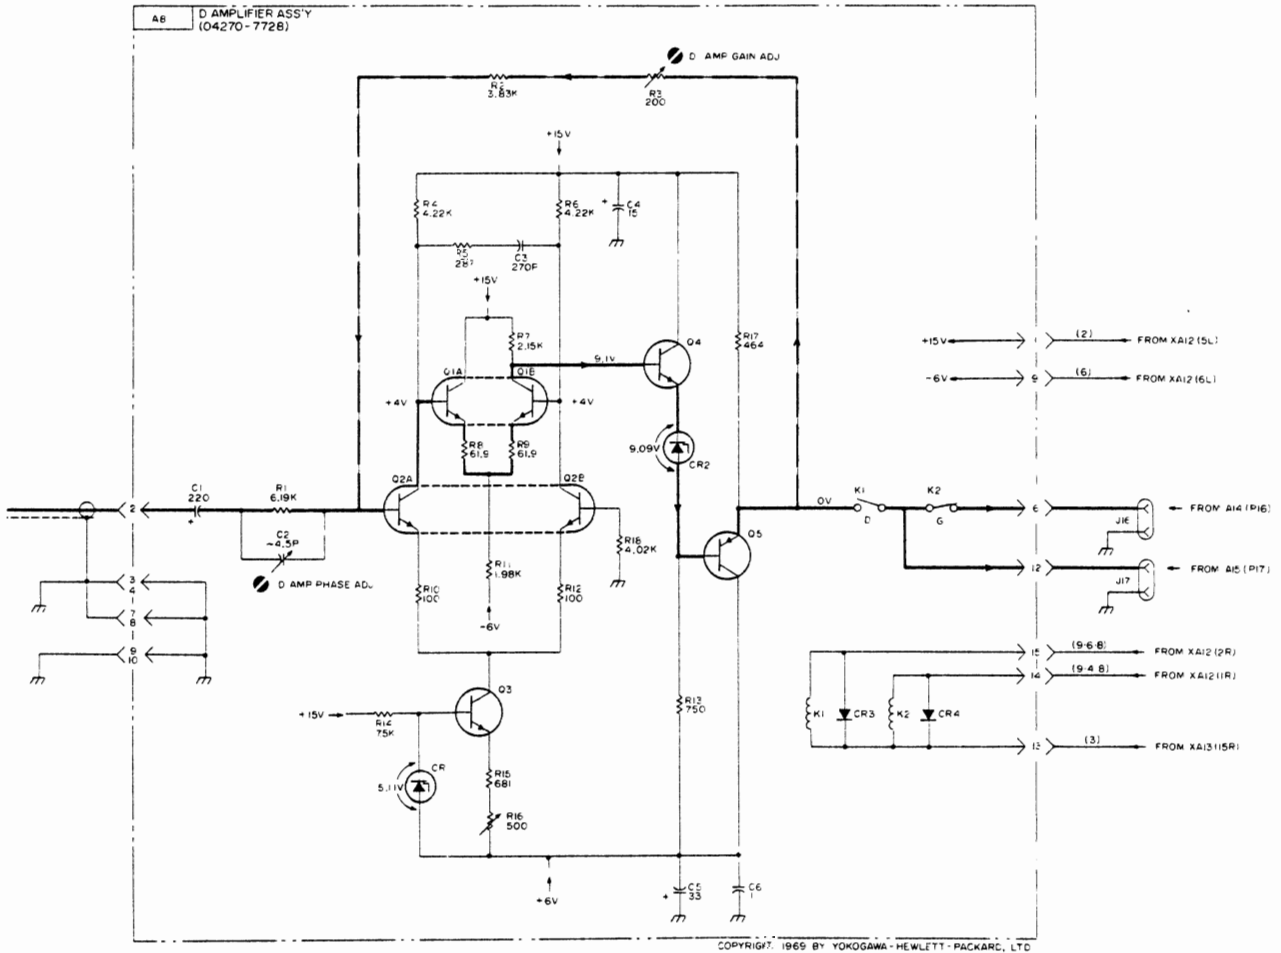 A8
D AMPLIFIER ASS'Y
(04270-7728)
D AMP GAIN ADJ
R2
3.83K
R3
200
+15V
R4
4.22K
R6
4.22K
+
C4
15
R5
287
C3
270P
+15V
R7
2.15K
R17
464
Q4
9.1V
Q1A
Q1B
+4V
+4V
R8
61.9
R9
61.9
9.09V
CR2
Q2A
Q2B
C1
220
+
R1
6.19K
2
C2
~4.5P
D AMP PHASE ADJ
R18
4.02K
Q5
0V
K1
D
K2
G
6
J16
FROM A14 (P16)
12
J17
FROM A15 (P17)
+15V
1
(2)
FROM XA12 (5L)
-6V
(6)
FROM XA12 (6L)
3
4
7
8
9
10
R10
100
R11
1.98K
R12
100
-6V
Q3
+15V
R14
75K
CR
5.11V
R15
681
R16
500
R13
750
+6V
+
C5
33
C6
1
15
(9·6·8)
FROM XA12 (2R)
14
(9·4·8)
FROM XA12 (1R)
K1
CR3
K2
CR4
13
(3)
FROM XA13 (15R)
COPYRIGHT, 1969 BY YOKOGAWA-HEWLETT-PACKARD, LTD